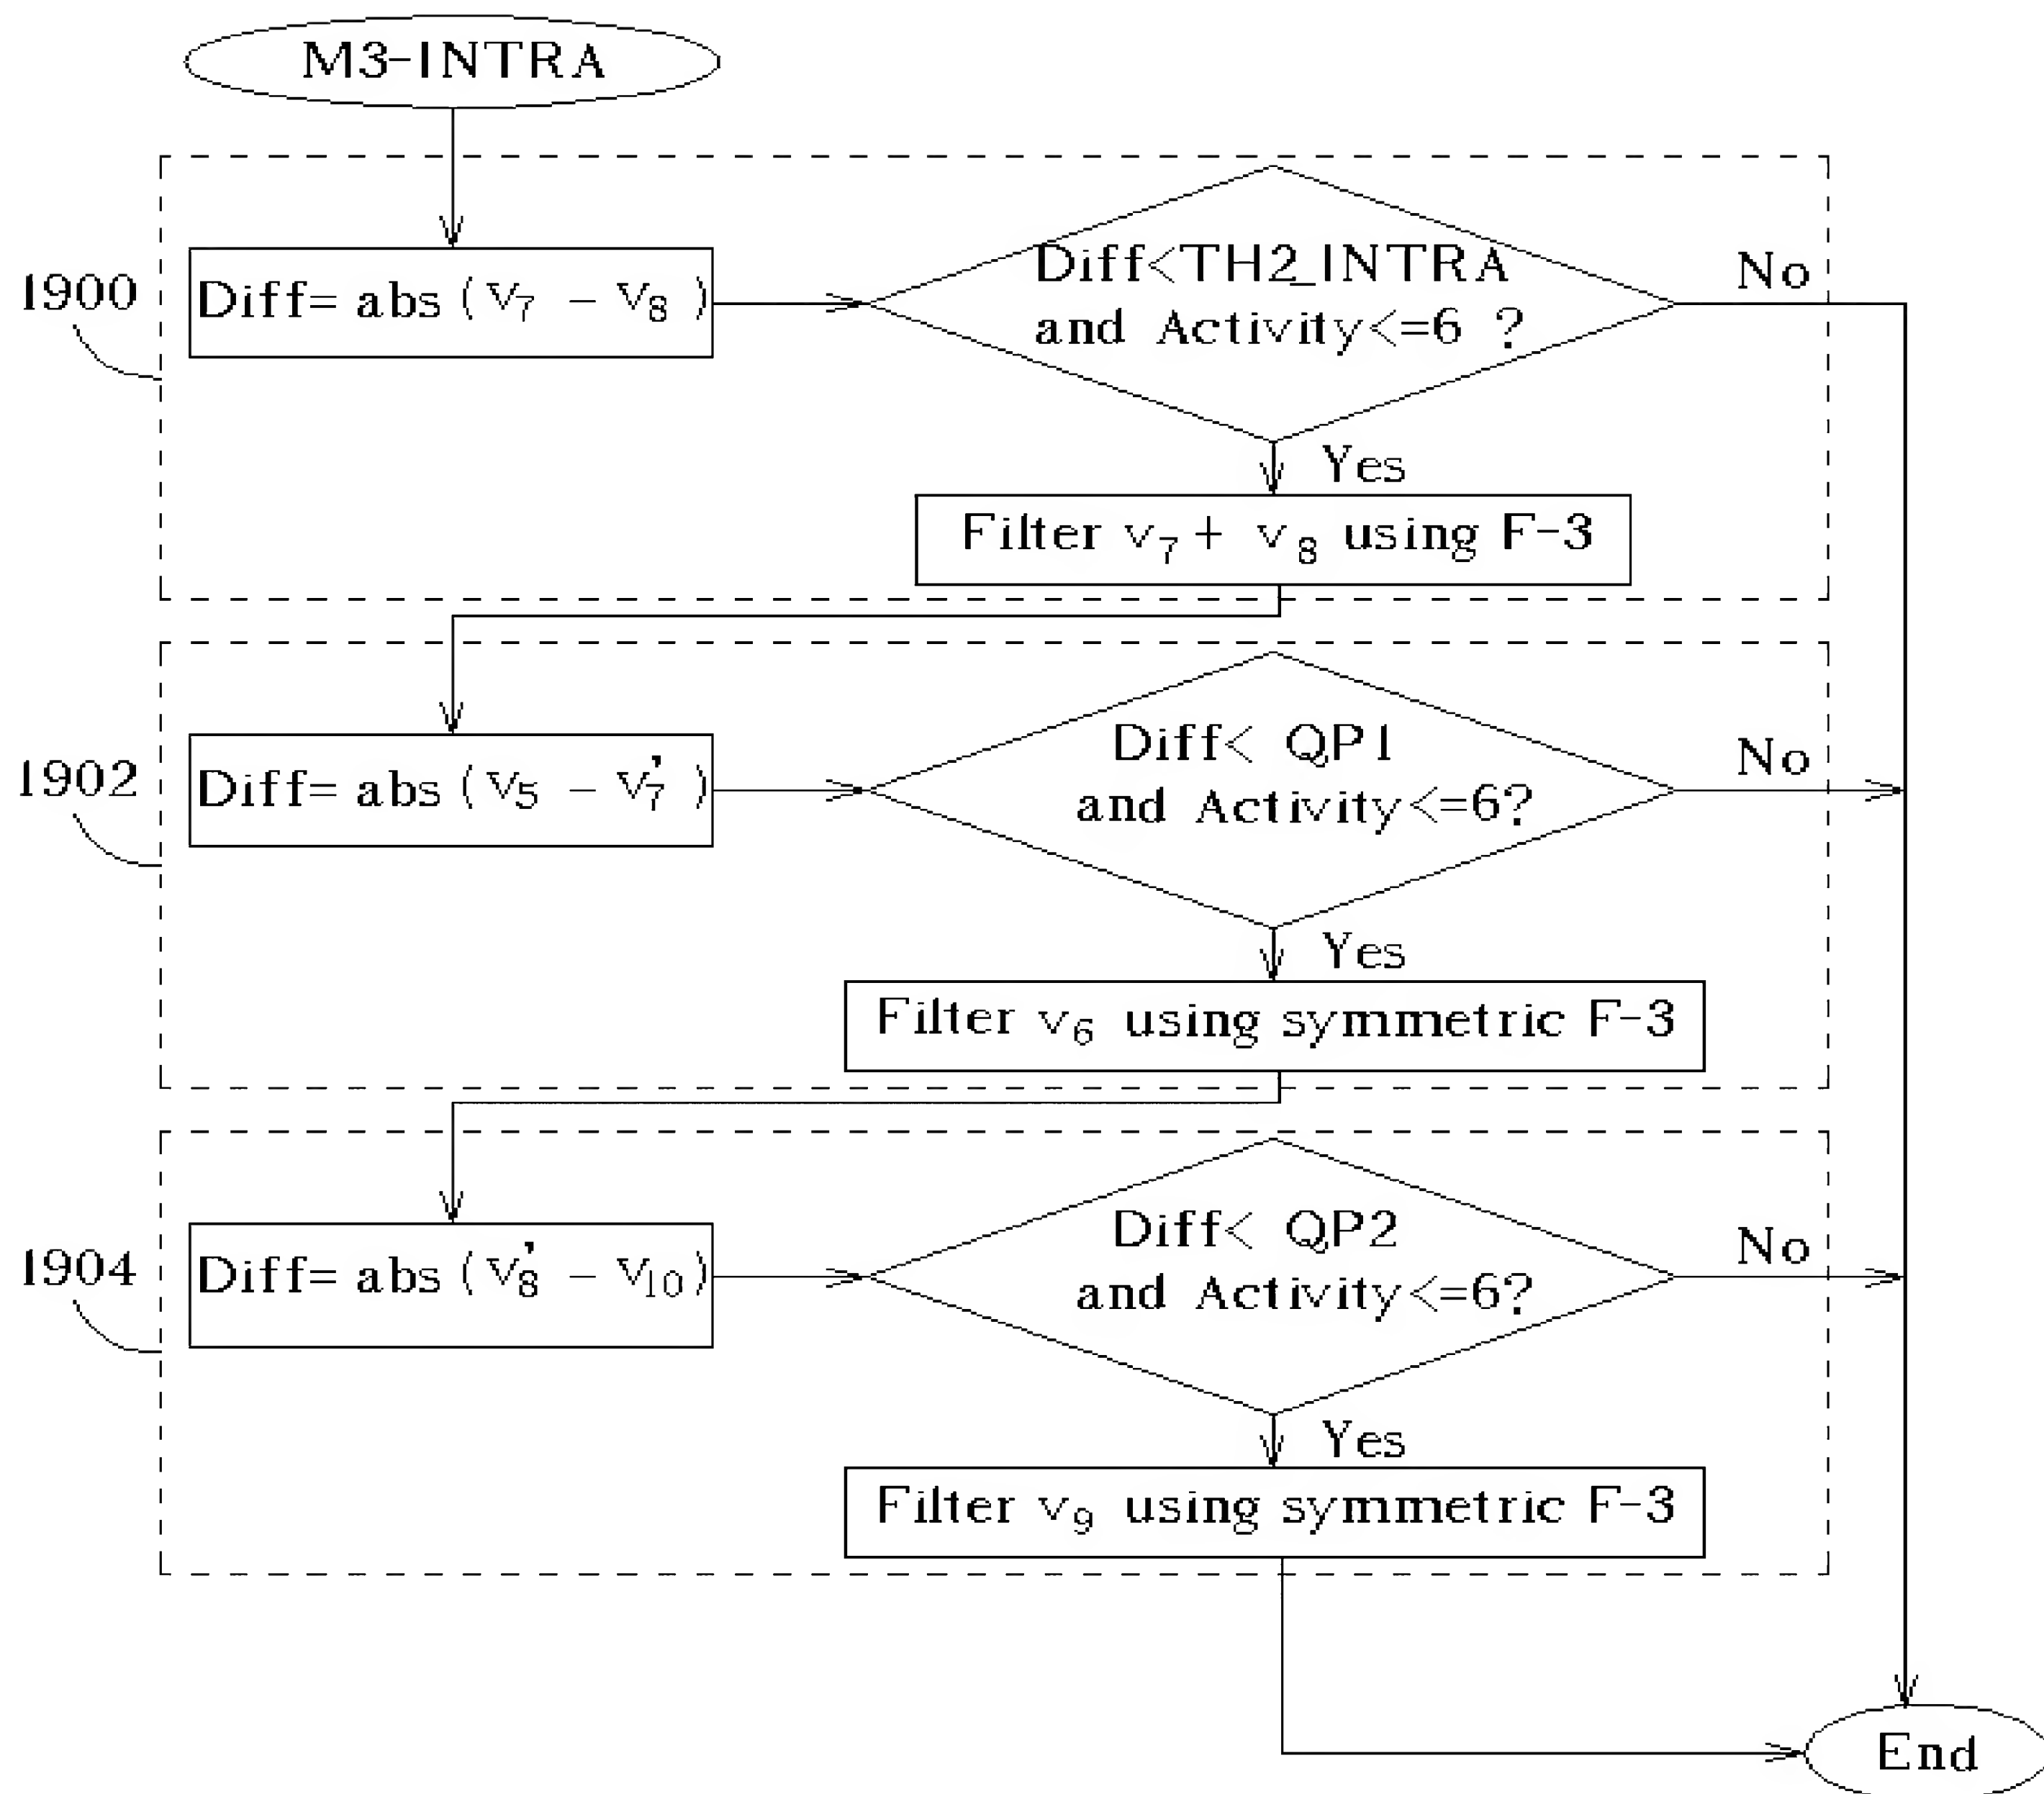 M3-INTRA
1900
Diff= abs (v₇ - v₈ )
Diff<TH2_INTRA
and Activity<=6 ?
No
Yes
Filter v₇ + v₈ using F-3
1902
Diff= abs (v₅ - v₇' )
Diff< QP1
and Activity<=6?
No
Yes
Filter v₆ using symmetric F-3
1904
Diff= abs (v₈' - v₁₀)
Diff< QP2
and Activity<=6?
No
Yes
Filter v₉ using symmetric F-3
End